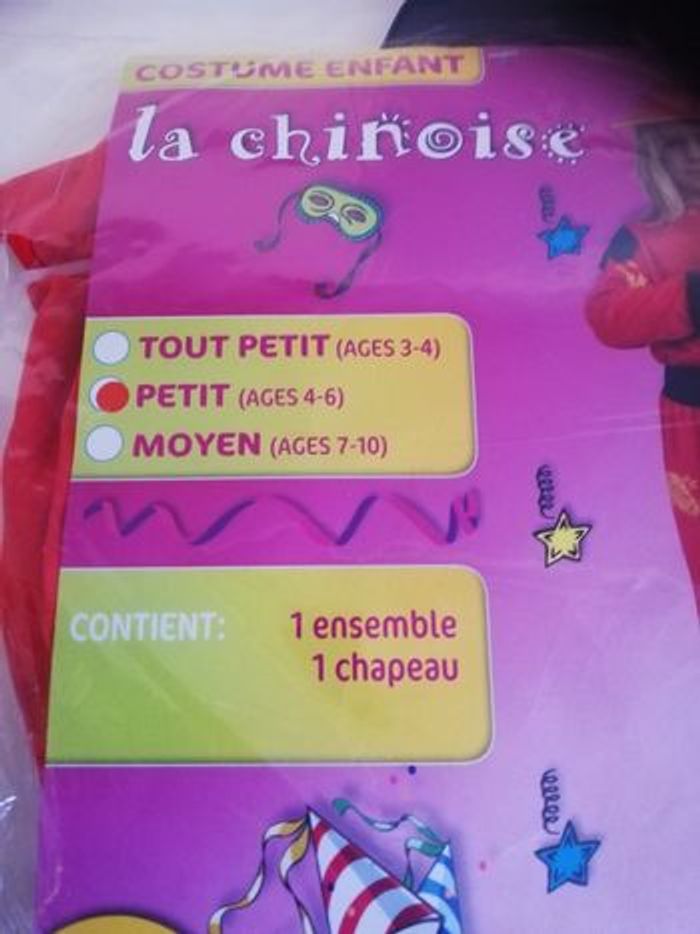 COSTUME ENFANT
la chinoise
TOUT PETIT (AGES 3-4)
PETIT (AGES 4-6)
MOYEN (AGES 7-10)
CONTIENT: 1 ensemble
1 chapeau